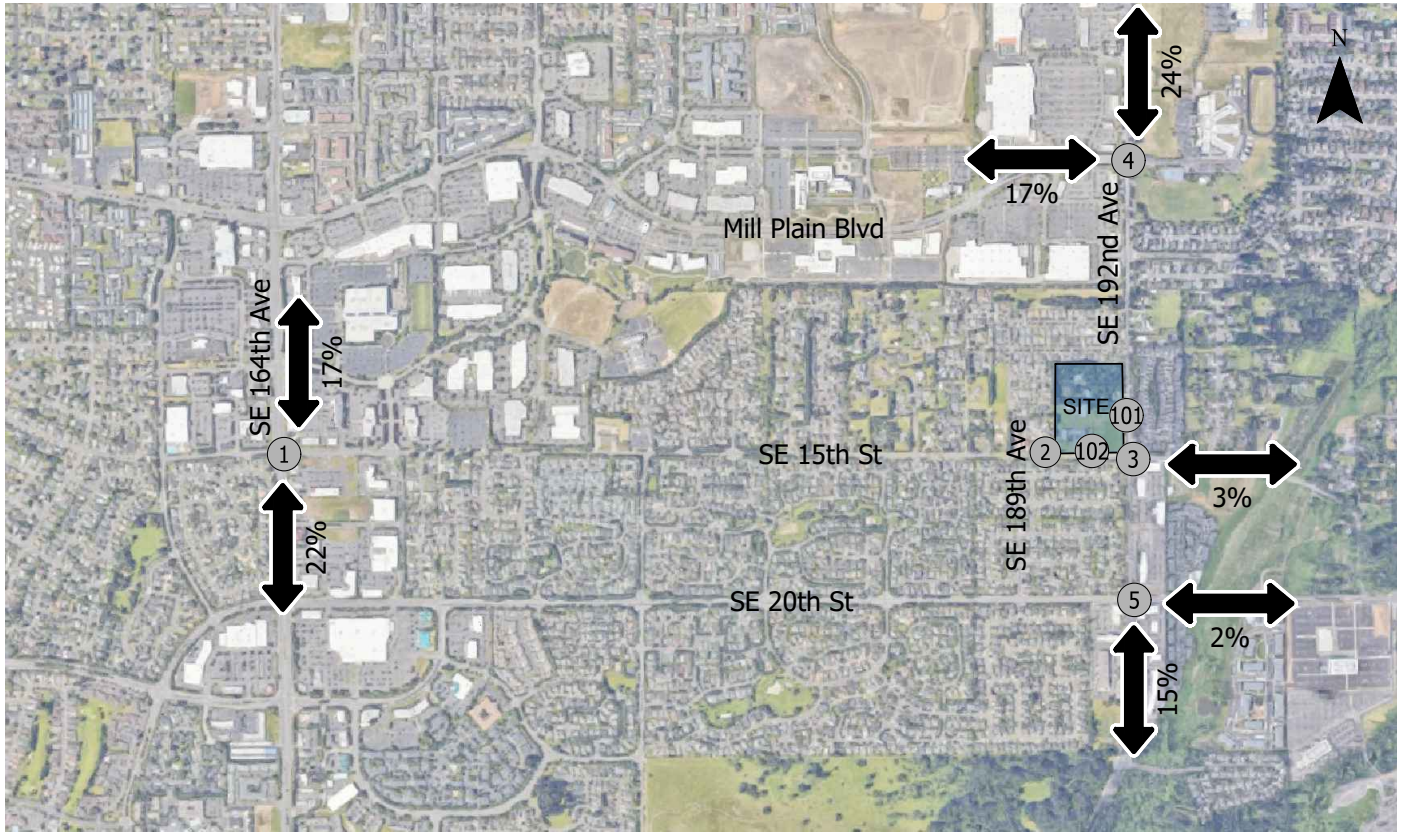 24%
N
4
17%
SE 192nd Ave
Mill Plain Blvd
SE 164th Ave
17%
SITE
101
1
SE 15th St
SE 189th Ave
2
102
3
3%
22%
SE 20th St
5
2%
15%